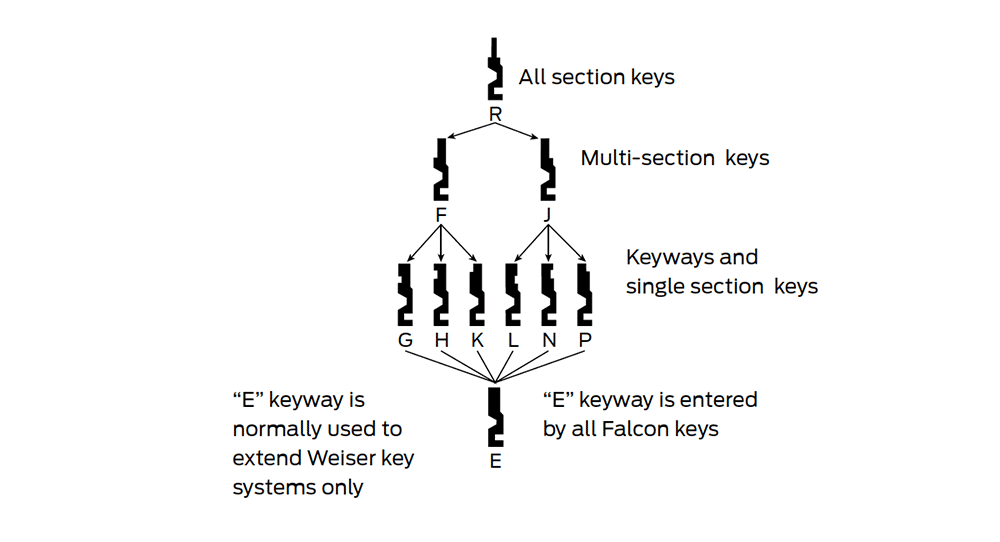 All section keys
R
Multi-section keys
F
J
Keyways and
single section keys
G H K L N P
“E” keyway is
normally used to
extend Weiser key
systems only
“E” keyway is entered
by all Falcon keys
E